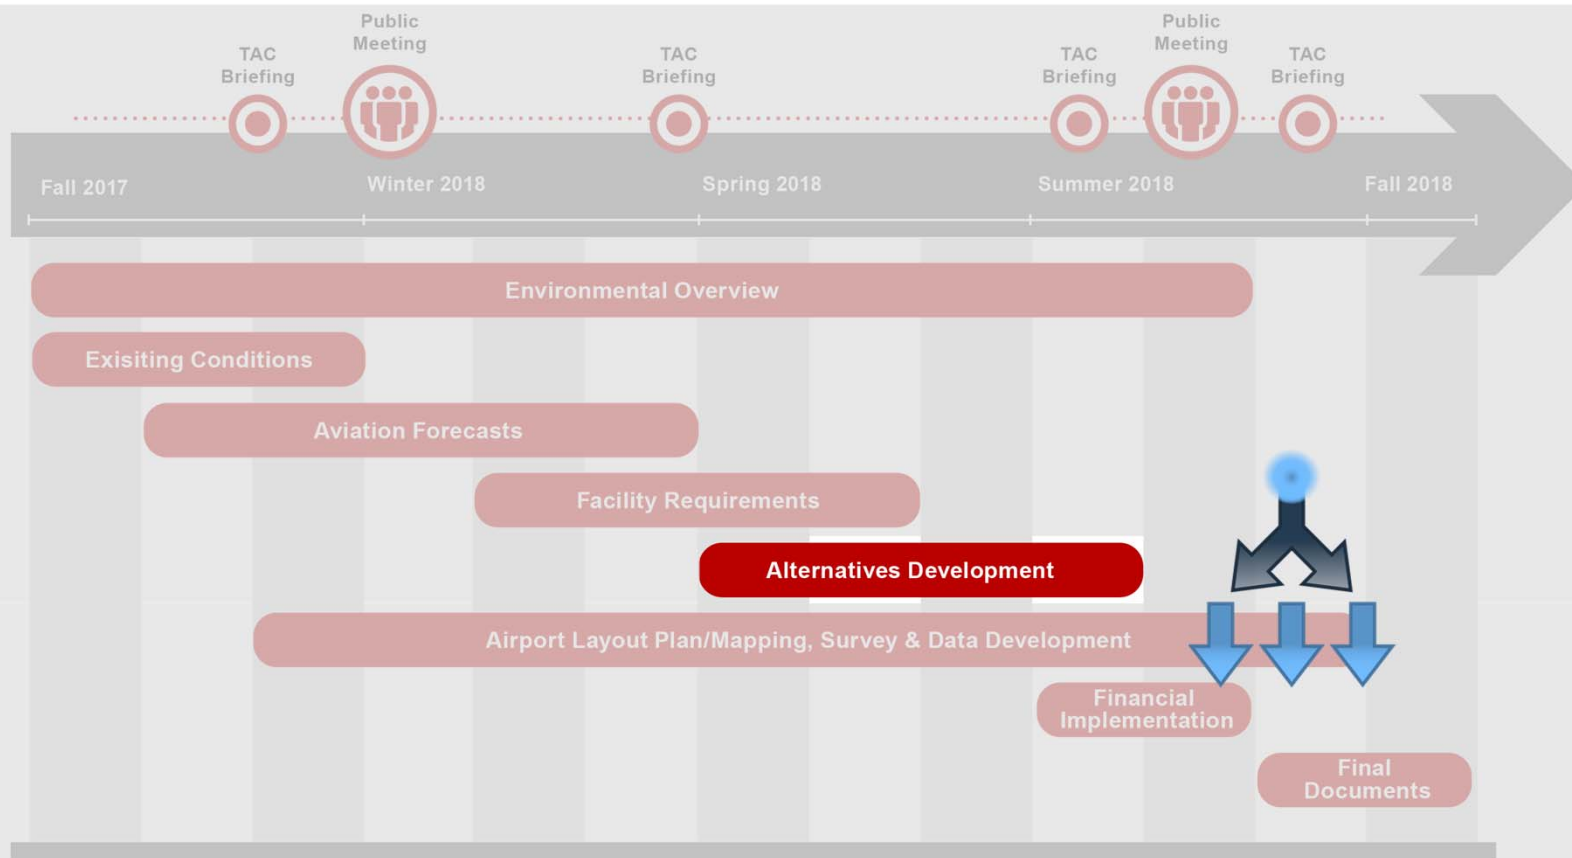 Public
Meeting
TAC
Briefing
TAC
Briefing
TAC
Briefing
Public
Meeting
TAC
Briefing
Fall 2017
Winter 2018
Spring 2018
Summer 2018
Fall 2018
Environmental Overview
Exisiting Conditions
Aviation Forecasts
Facility Requirements
Alternatives Development
Airport Layout Plan/Mapping, Survey & Data Development
Financial
Implementation
Final
Documents